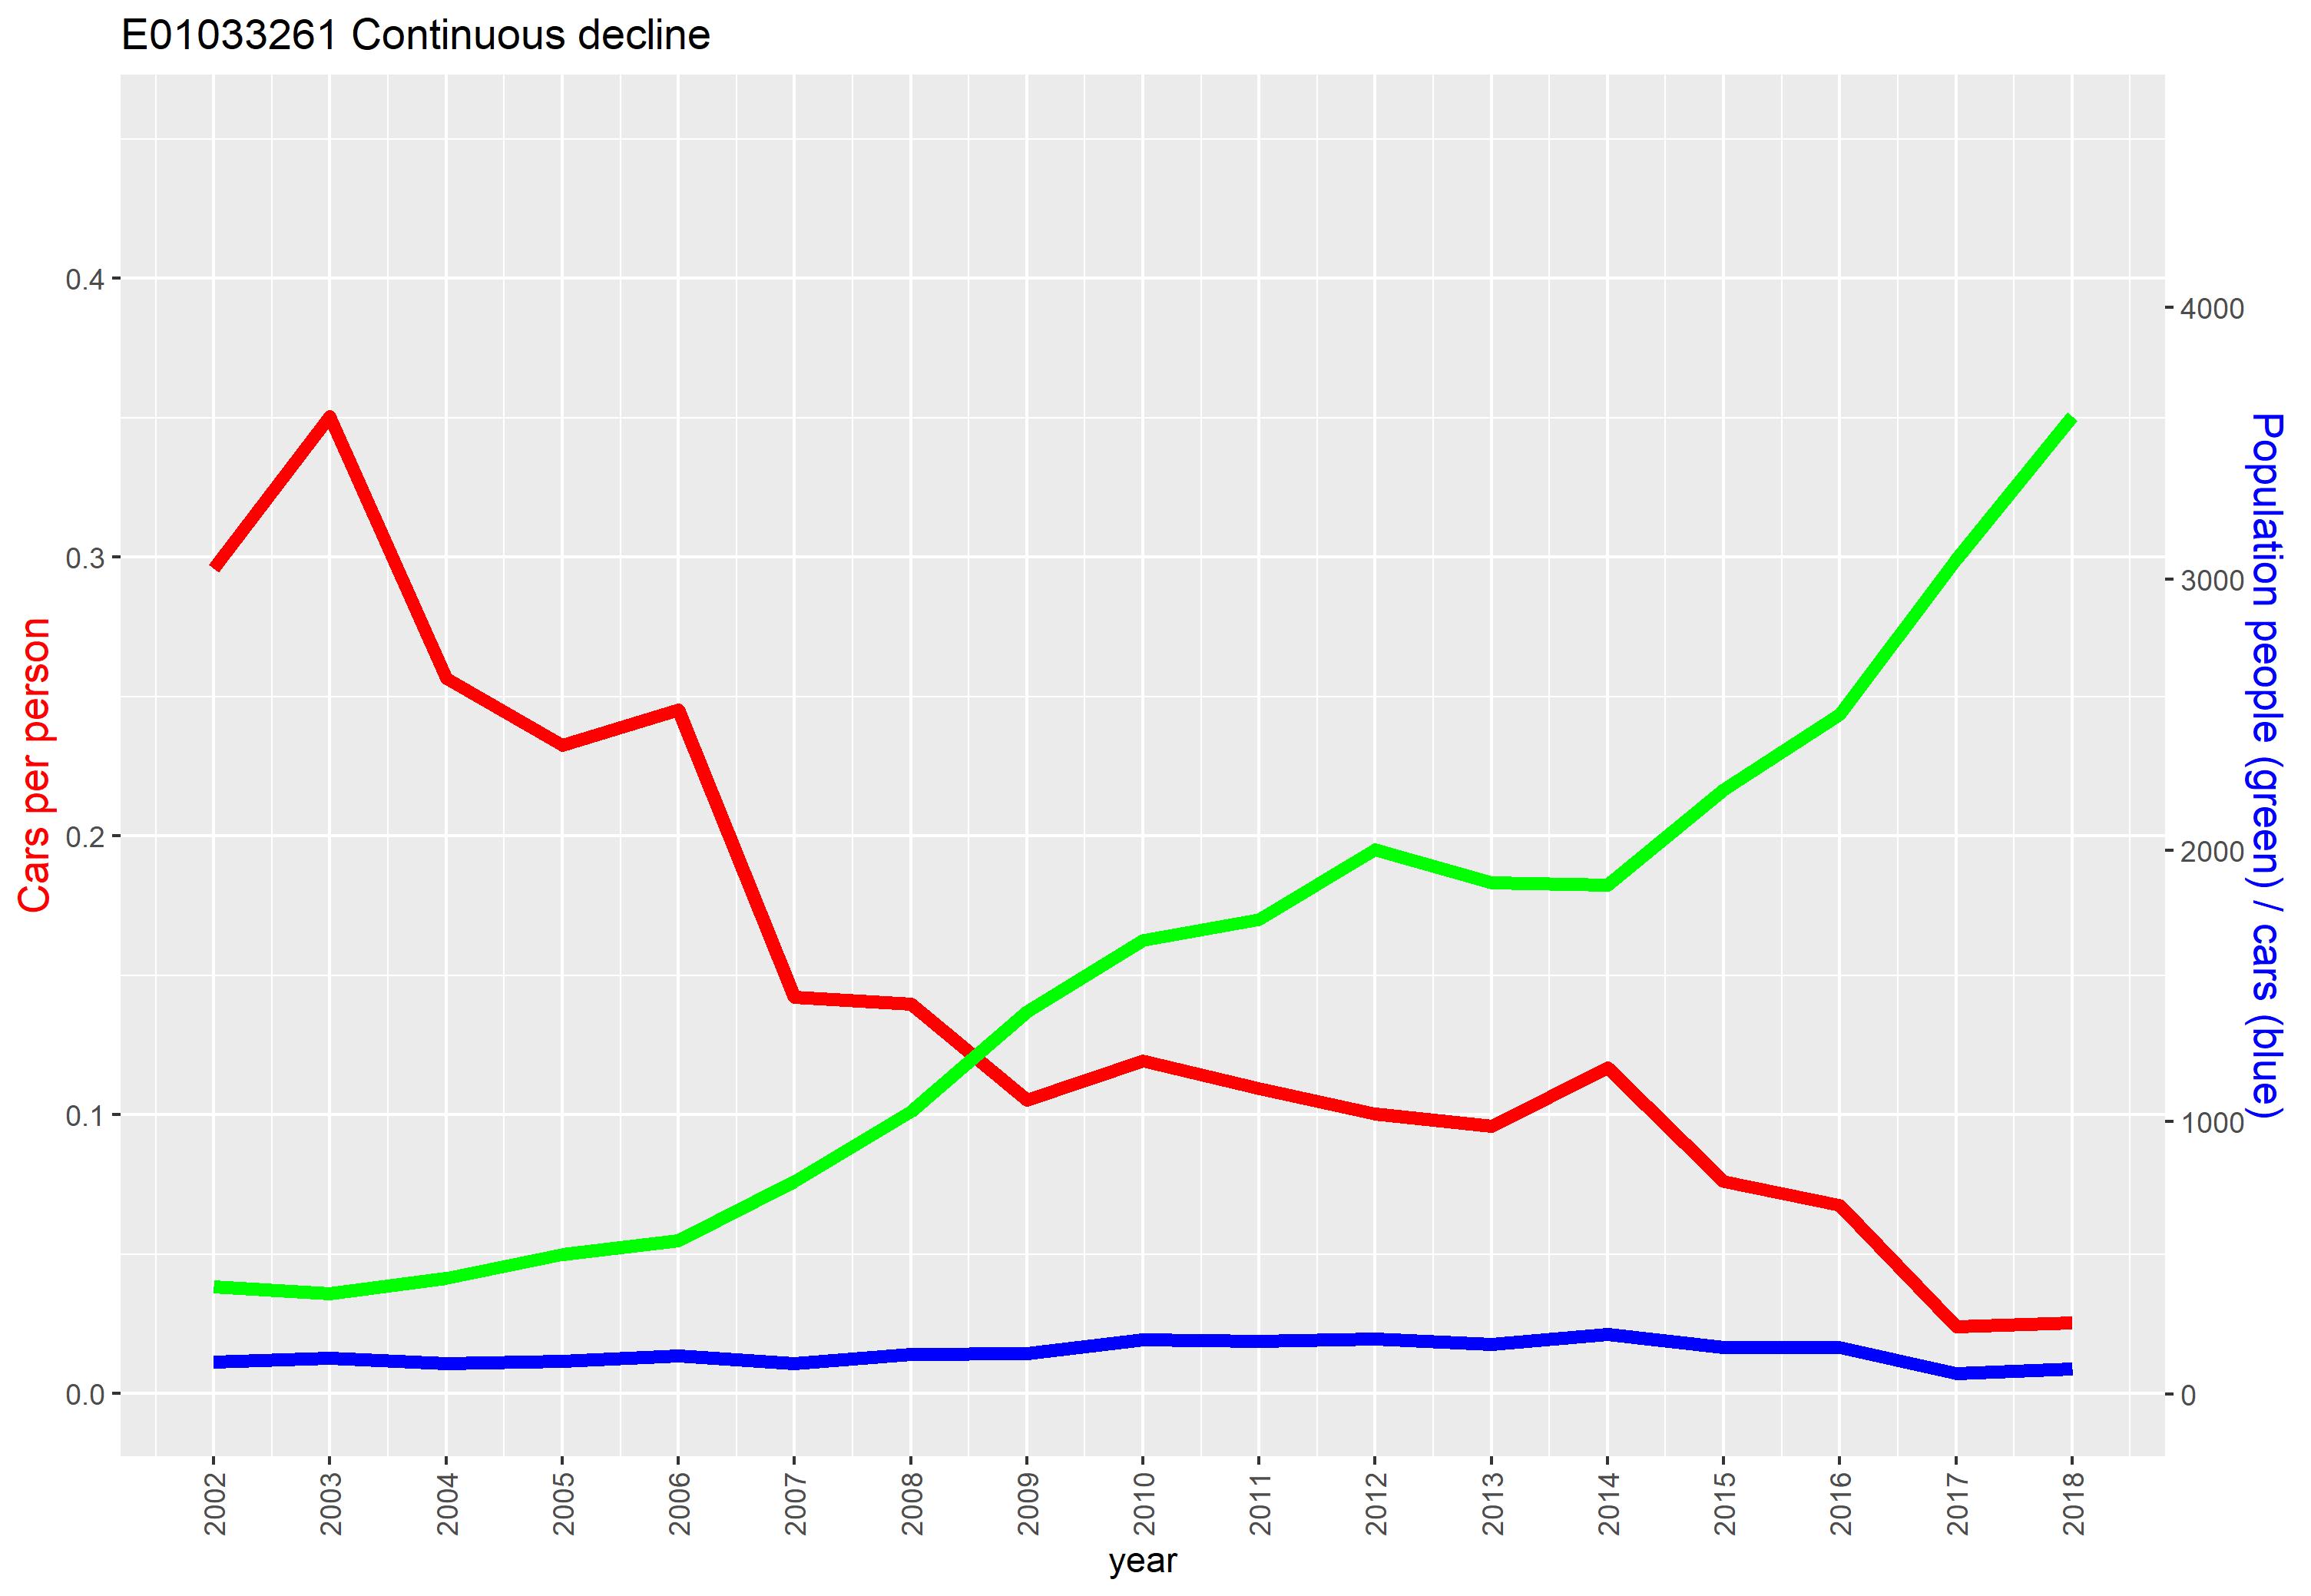 E01033261 Continuous decline
Cars per person
0.4
0.3
0.2
0.1
0.0
4000
3000
2000
1000
0
Population people (green) / cars (blue)
2002 2003 2004 2005 2006 2007 2008 2009 2010 2011 2012 2013 2014 2015 2016 2017 2018
year